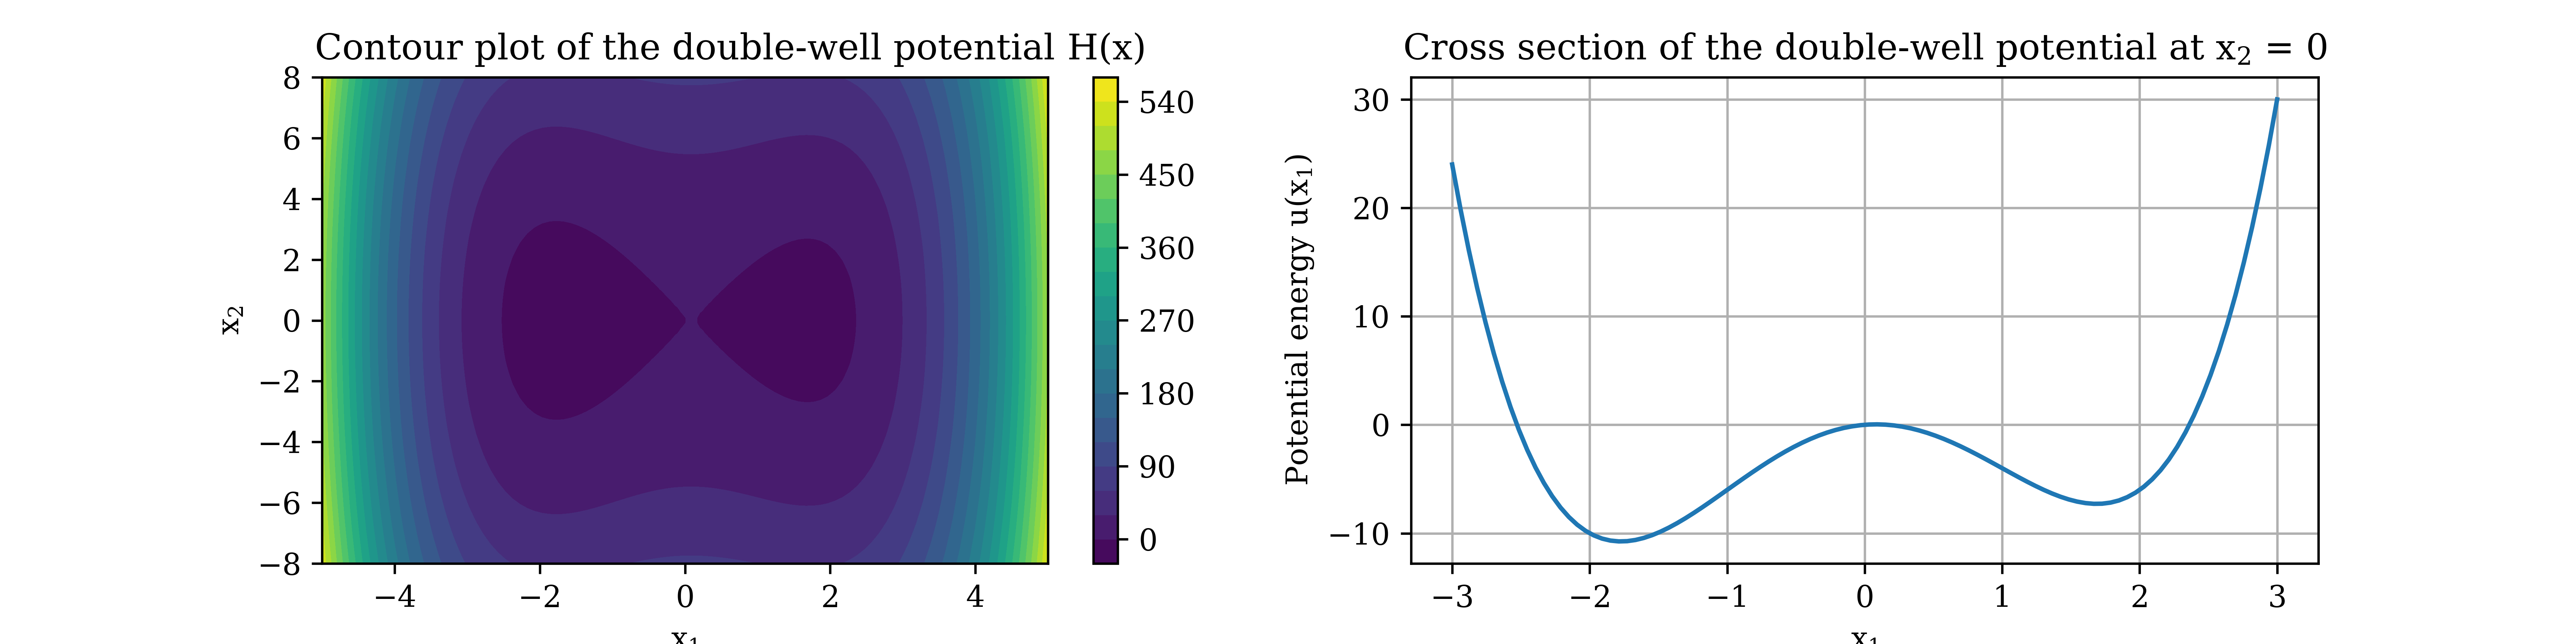 Contour plot of the double-well potential H(x)
8
6
4
2
0
−2
−4
−6
−8
x₂
−4 −2 0 2 4
x₁
540
450
360
270
180
90
0
Cross section of the double-well potential at x₂ = 0
30
20
10
0
−10
Potential energy u(x₁)
−3 −2 −1 0 1 2 3
x₁